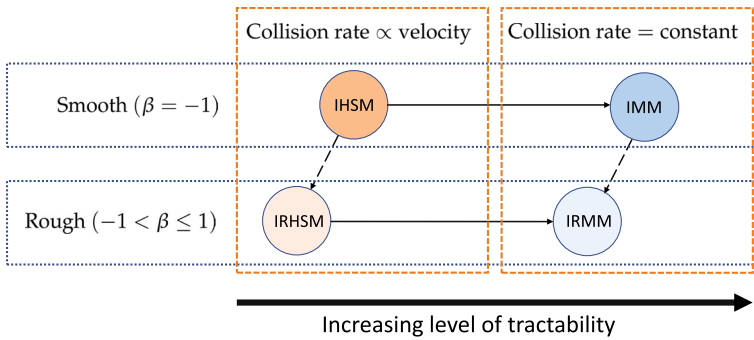 Collision rate ∝ velocity
Collision rate = constant
Smooth (β = −1)
IHSM
IMM
Rough (−1 < β ≤ 1)
IRHSM
IRMM
Increasing level of tractability